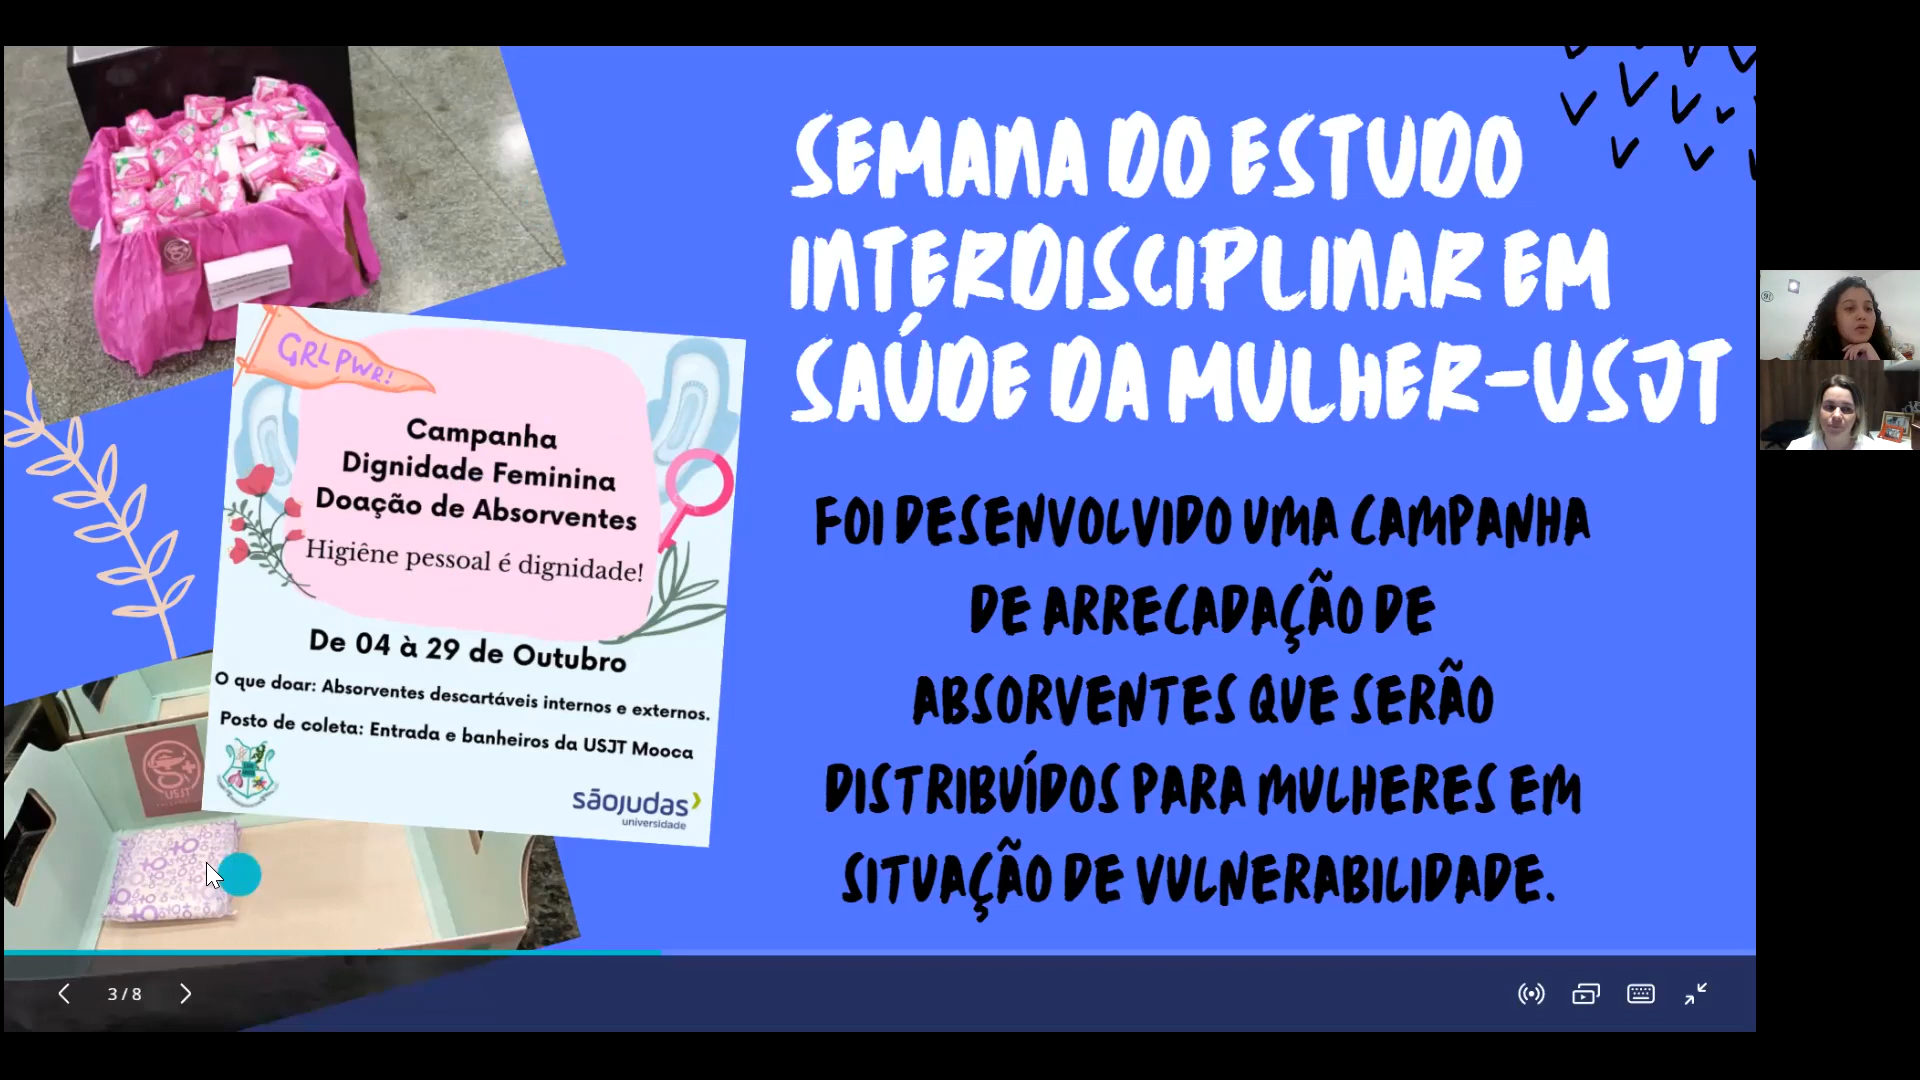 SEMANA DO ESTUDO
INTERDISCIPLINAR EM
SAÚDE DA MULHER-USJT
FOI DESENVOLVIDO UMA CAMPANHA
DE ARRECADAÇÃO DE
ABSORVENTES QUE SERÃO
DISTRIBUÍDOS PARA MULHERES EM
SITUAÇÃO DE VULNERABILIDADE.
GRL PWR!
Campanha
Dignidade Feminina
Doação de Absorventes
Higiêne pessoal é dignidade!
De 04 à 29 de Outubro
O que doar: Absorventes descartáveis internos e externos.
Posto de coleta: Entrada e banheiros da USJT Mooca
sãojudas
universidade
USJT
3 / 8